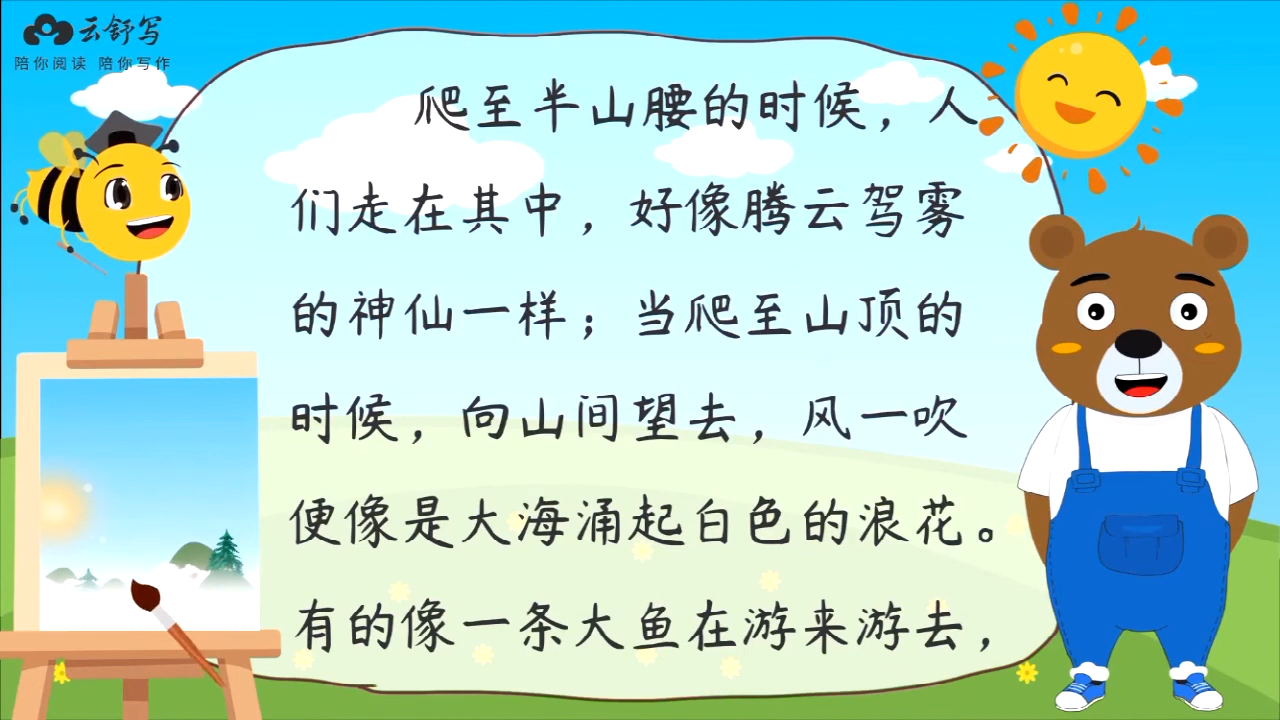 云舒写
陪你阅读 陪你写作
爬至半山腰的时候，人
们走在其中，好像腾云驾雾
的神仙一样；当爬至山顶的
时候，向山间望去，风一吹
便像是大海涌起白色的浪花。
有的像一条大鱼在游来游去，